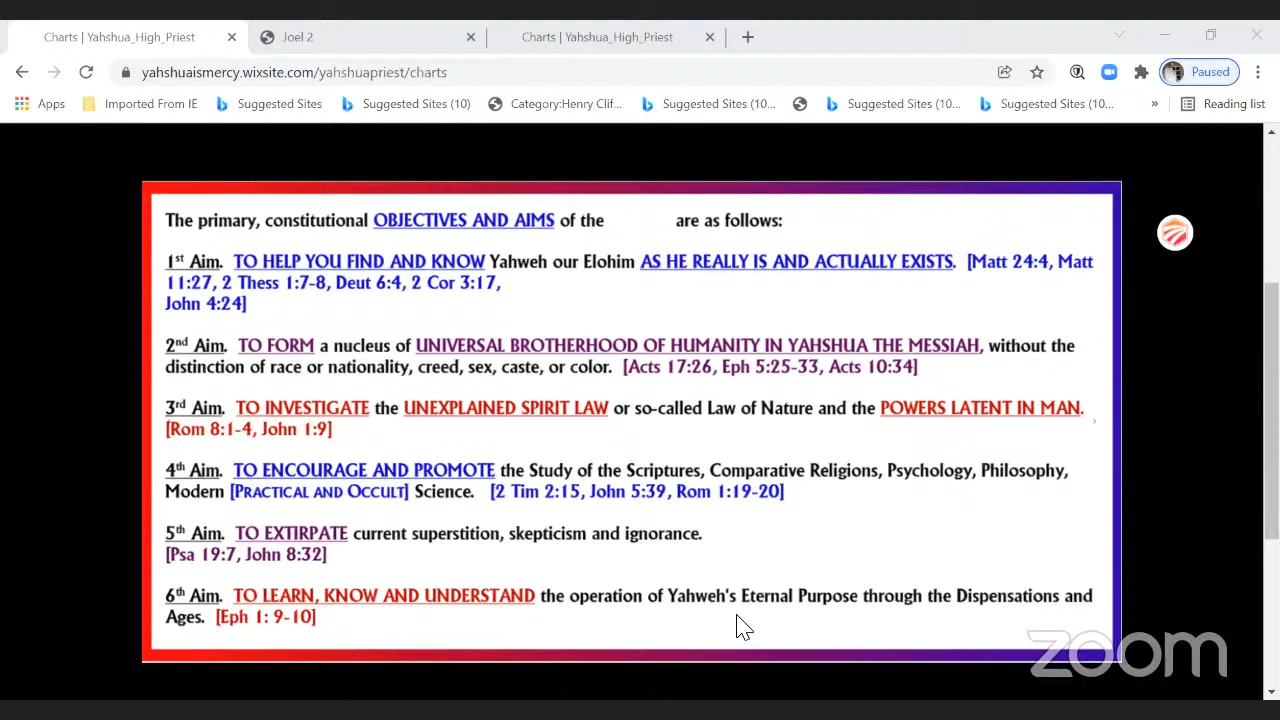 Charts | Yahshua_High_Priest
Joel 2
Charts | Yahshua_High_Priest
yahshuaismercy.wixsite.com/yahshuapriest/charts
Paused
Apps
Imported From IE
Suggested Sites
Suggested Sites (10)
Category:Henry Clif...
Suggested Sites (10...
Suggested Sites (10...
Suggested Sites (10...
»
Reading list
The primary, constitutional OBJECTIVES AND AIMS of the are as follows:
1st Aim. TO HELP YOU FIND AND KNOW Yahweh our Elohim AS HE REALLY IS AND ACTUALLY EXISTS. [Matt 24:4, Matt
11:27, 2 Thess 1:7-8, Deut 6:4, 2 Cor 3:17,
John 4:24]
2nd Aim. TO FORM a nucleus of UNIVERSAL BROTHERHOOD OF HUMANITY IN YAHSHUA THE MESSIAH, without the
distinction of race or nationality, creed, sex, caste, or color. [Acts 17:26, Eph 5:25-33, Acts 10:34]
3rd Aim. TO INVESTIGATE the UNEXPLAINED SPIRIT LAW or so-called Law of Nature and the POWERS LATENT IN MAN.
[Rom 8:1-4, John 1:9]
4th Aim. TO ENCOURAGE AND PROMOTE the Study of the Scriptures, Comparative Religions, Psychology, Philosophy,
Modern [PRACTICAL AND OCCULT] Science. [2 Tim 2:15, John 5:39, Rom 1:19-20]
5th Aim. TO EXTIRPATE current superstition, skepticism and ignorance.
[Psa 19:7, John 8:32]
6th Aim. TO LEARN, KNOW AND UNDERSTAND the operation of Yahweh's Eternal Purpose through the Dispensations and
Ages. [Eph 1: 9-10]
zoom